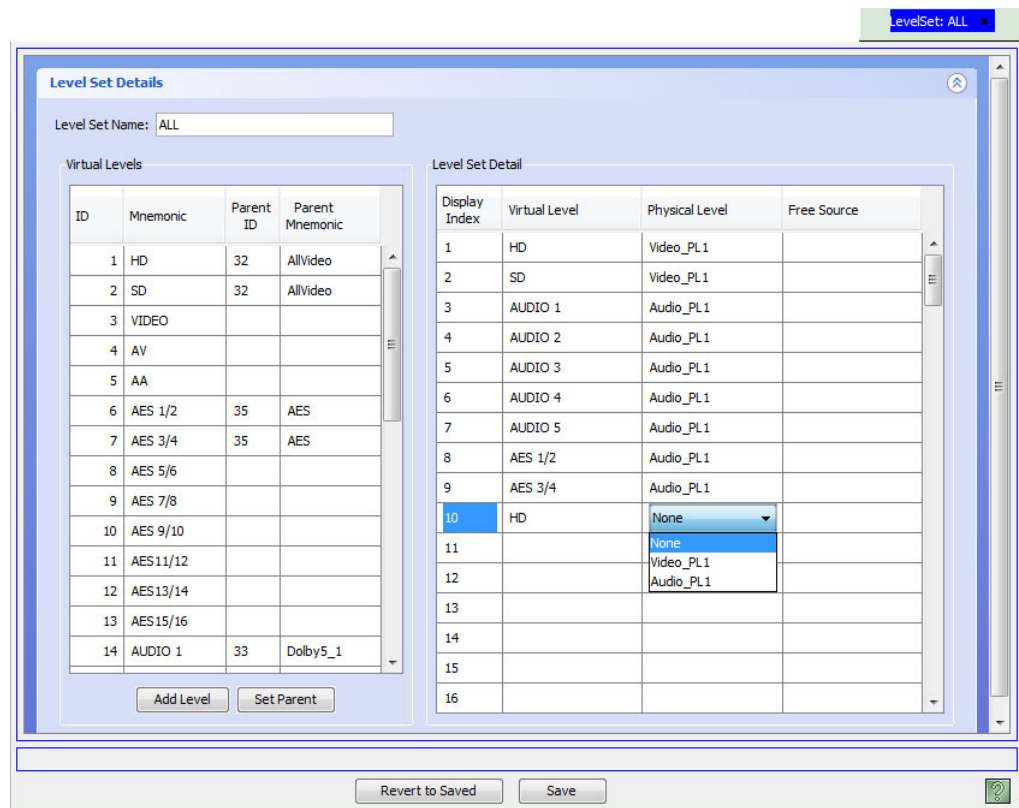 LevelSet: ALL ×
Level Set Details
Level Set Name: ALL
Virtual Levels
ID Mnemonic Parent ID Parent Mnemonic
1 HD 32 AllVideo
2 SD 32 AllVideo
3 VIDEO
4 AV
5 AA
6 AES 1/2 35 AES
7 AES 3/4 35 AES
8 AES 5/6
9 AES 7/8
10 AES 9/10
11 AES11/12
12 AES13/14
13 AES15/16
14 AUDIO 1 33 Dolby5_1
Add Level Set Parent
Level Set Detail
Display Index Virtual Level Physical Level Free Source
1 HD Video_PL1
2 SD Video_PL1
3 AUDIO 1 Audio_PL1
4 AUDIO 2 Audio_PL1
5 AUDIO 3 Audio_PL1
6 AUDIO 4 Audio_PL1
7 AUDIO 5 Audio_PL1
8 AES 1/2 Audio_PL1
9 AES 3/4 Audio_PL1
10 HD None
None
Video_PL1
Audio_PL1
11
12
13
14
15
16
Revert to Saved Save ?